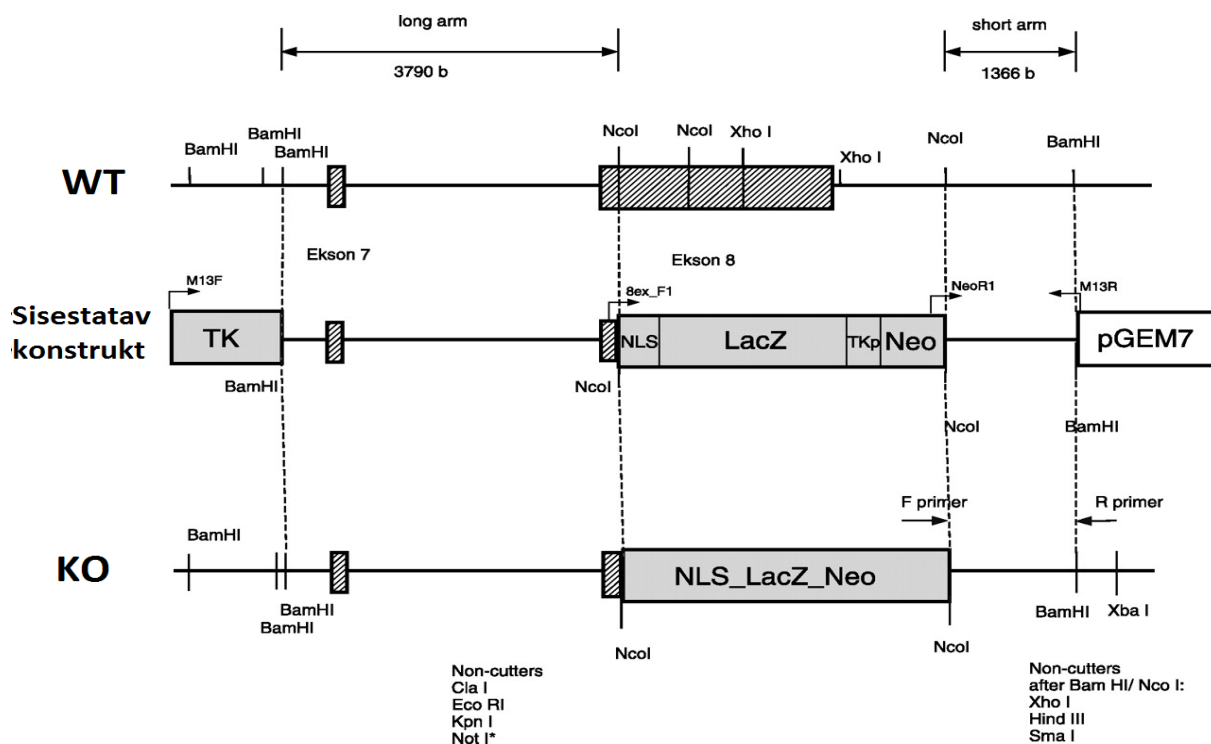 long arm
short arm
3790 b
1366 b
BamHI
BamHI
BamHI
NcoI
NcoI
Xho I
Xho I
NcoI
BamHI
WT
Ekson 7
Ekson 8
M13F
8ex_F1
NeoR1
M13R
Sisestatav
konstrukt
TK
NLS
LacZ
TKp
Neo
pGEM7
BamHI
NcoI
NcoI
BamHI
F primer
R primer
BamHI
KO
NLS_LacZ_Neo
BamHI
BamHI
BamHI
Xba I
NcoI
NcoI
Non-cutters
Cla I
Eco RI
Kpn I
Not I*
Non-cutters
after Bam HI/ Nco I:
Xho I
Hind III
Sma I